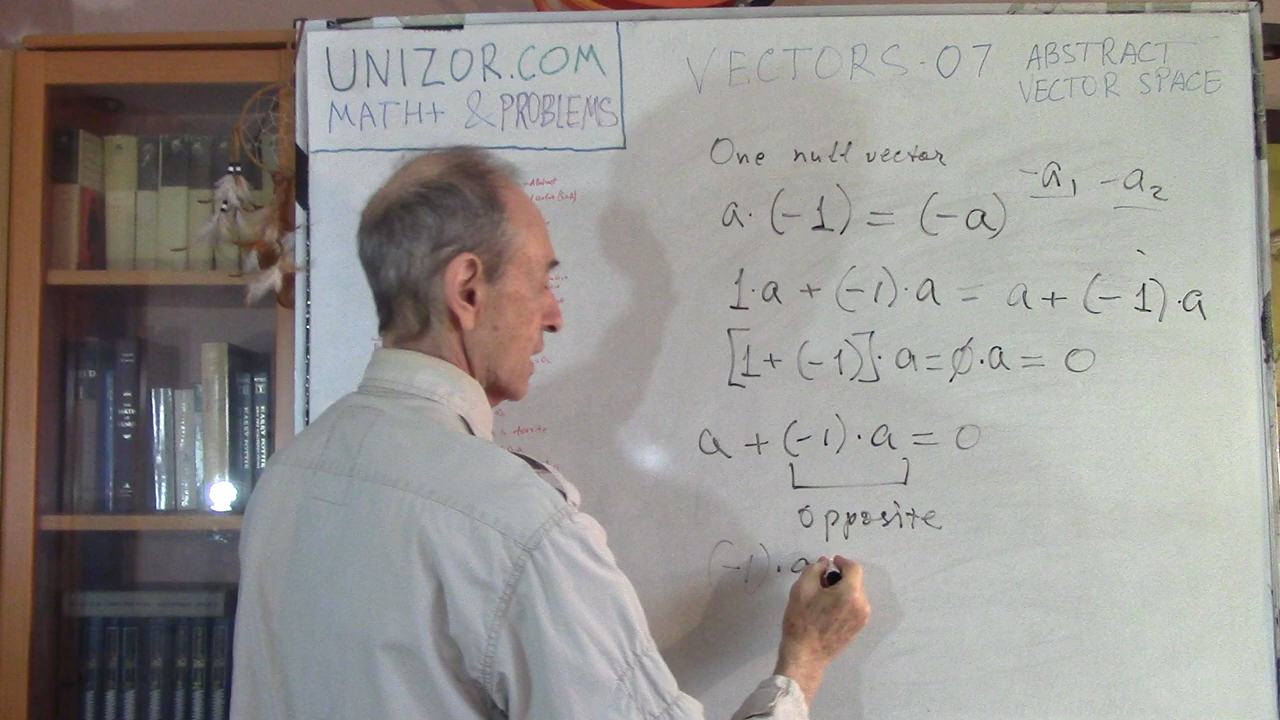 UNIZOR.COM
MATH+ & PROBLEMS
VECTORS-07 ABSTRACT
VECTOR SPACE
One null vector
-a₁ -a₂
a·(-1) = (-a)
1·a + (-1)·a = a + (-1)·a
[1+(-1)]·a=∅·a=0
a + (-1)·a = 0
opposite
(-1)·a